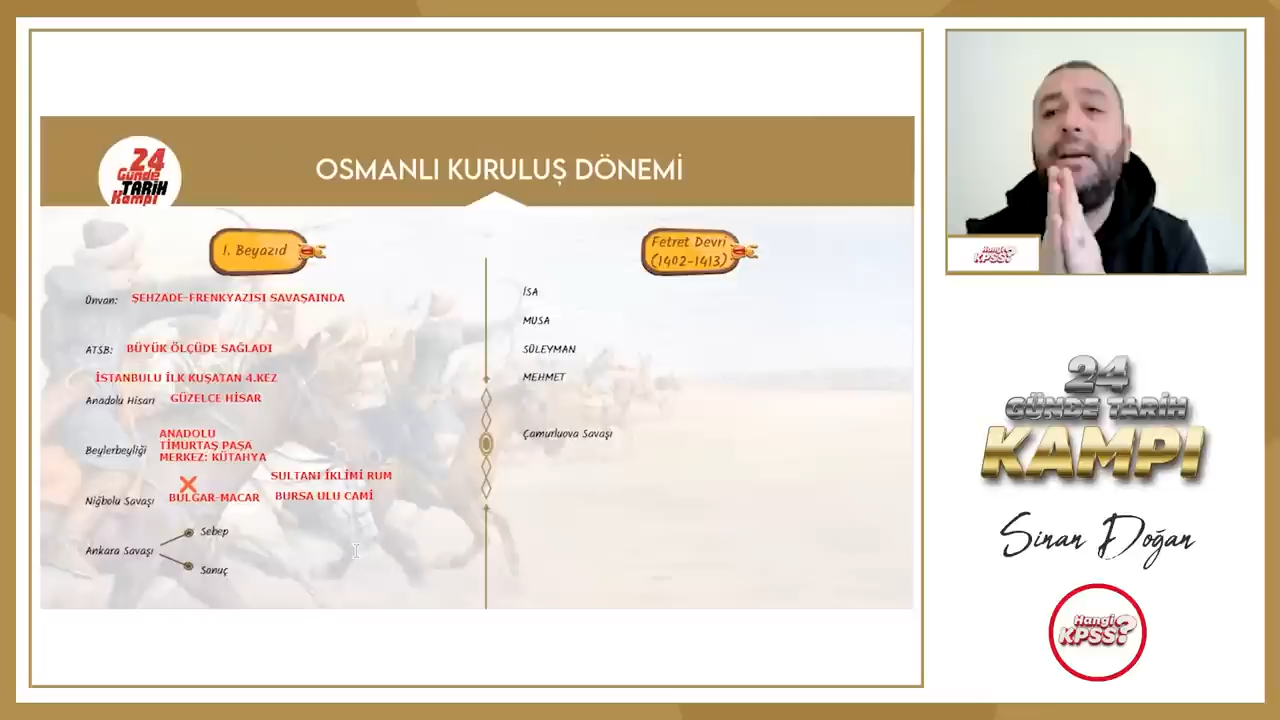 24
Günde
TARİH
Kampı
OSMANLI KURULUŞ DÖNEMİ
I. Beyazıd
Ünvan: ŞEHZADE-FRENKYAZISI SAVAŞAINDA
ATSB: BÜYÜK ÖLÇÜDE SAĞLADI
İSTANBULU İLK KUŞATAN 4.KEZ
Anadolu Hisarı GÜZELCE HİSAR
Beylerbeyliği ANADOLU
TİMURTAŞ PAŞA
MERKEZ: KÜTAHYA
SULTANI İKLİMİ RUM
Niğbolu Savaşı BULGAR-MACAR BURSA ULU CAMİ
Ankara Savaşı
Sebep
Sonuç
Fetret Devri
(1402-1413)
İSA
MUSA
SÜLEYMAN
MEHMET
Çamurluova Savaşı
Hangi
KPSS?
24
GÜNDE TARİH
KAMPI
Sinan Doğan
Hangi
KPSS?